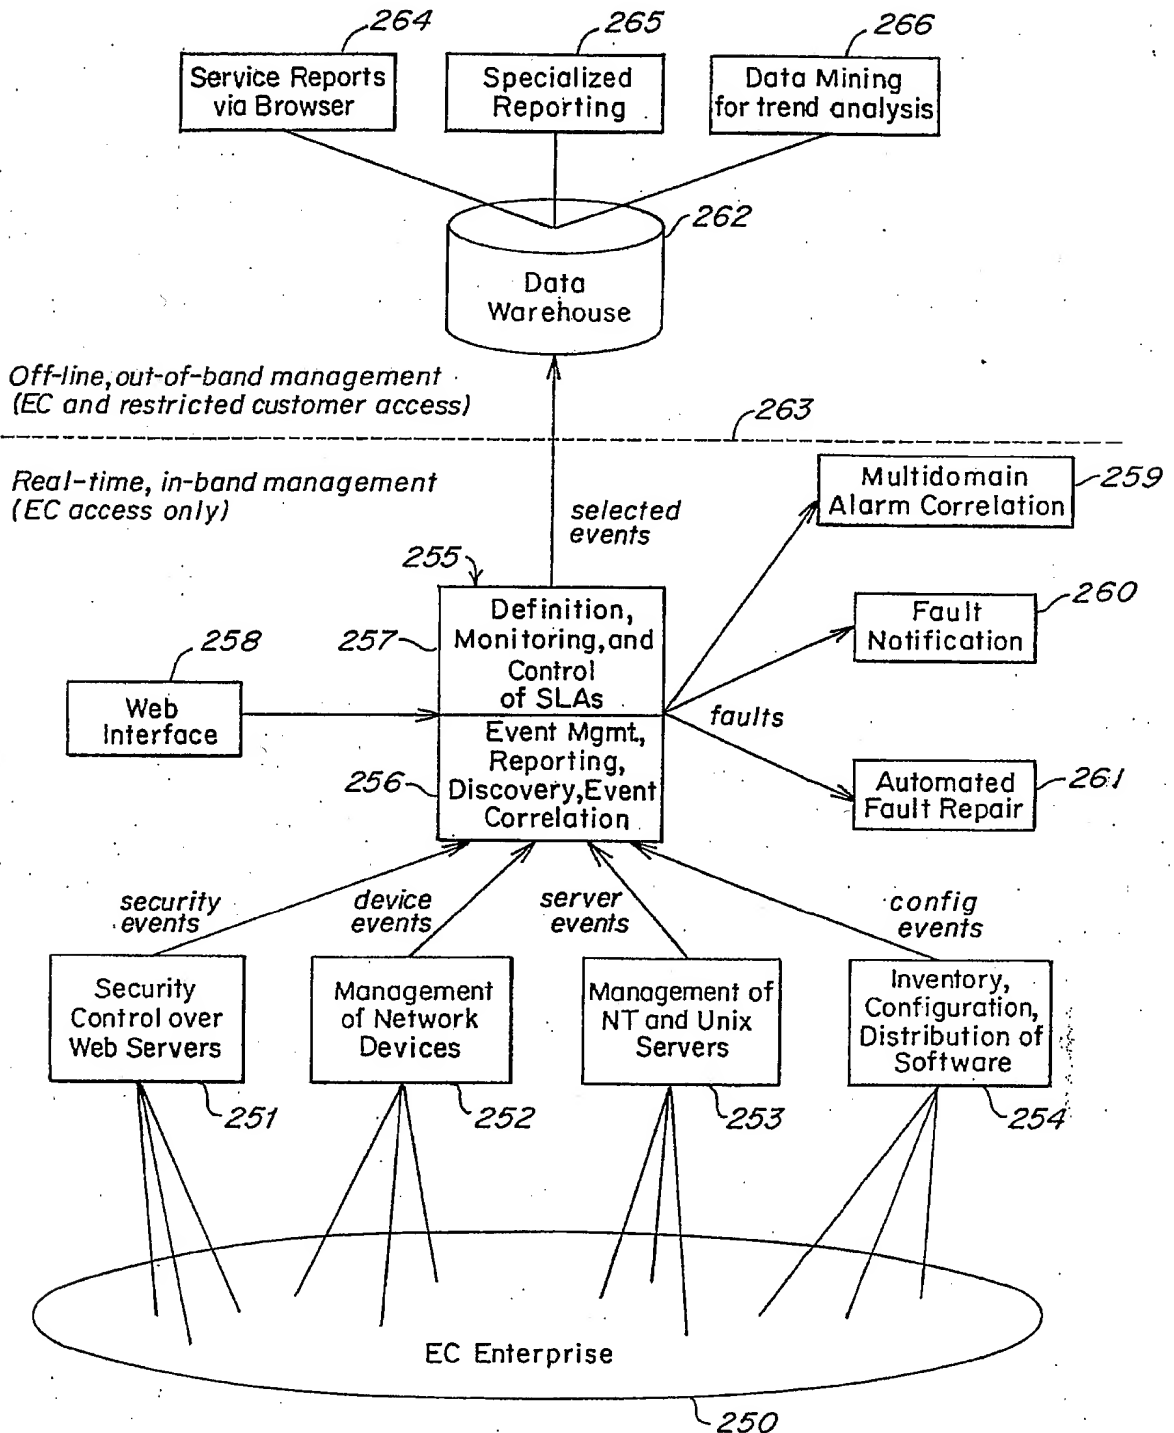 264
265
266
Service Reports
via Browser
Specialized
Reporting
Data Mining
for trend analysis
262
Data
Warehouse
Off-line, out-of-band management
(EC and restricted customer access)
263
Real-time, in-band management
(EC access only)
Multidomain
Alarm Correlation
259
selected
events
255
260
Definition,
Monitoring, and
Control
of SLAs
257
Fault
Notification
258
Web
Interface
faults
Event Mgmt.,
Reporting,
Discovery, Event
Correlation
256
Automated
Fault Repair
261
security
events
device
events
server
events
config
events
Security
Control over
Web Servers
Management
of Network
Devices
Management of
NT and Unix
Servers
Inventory,
Configuration,
Distribution of
Software
251
252
253
254
EC Enterprise
250